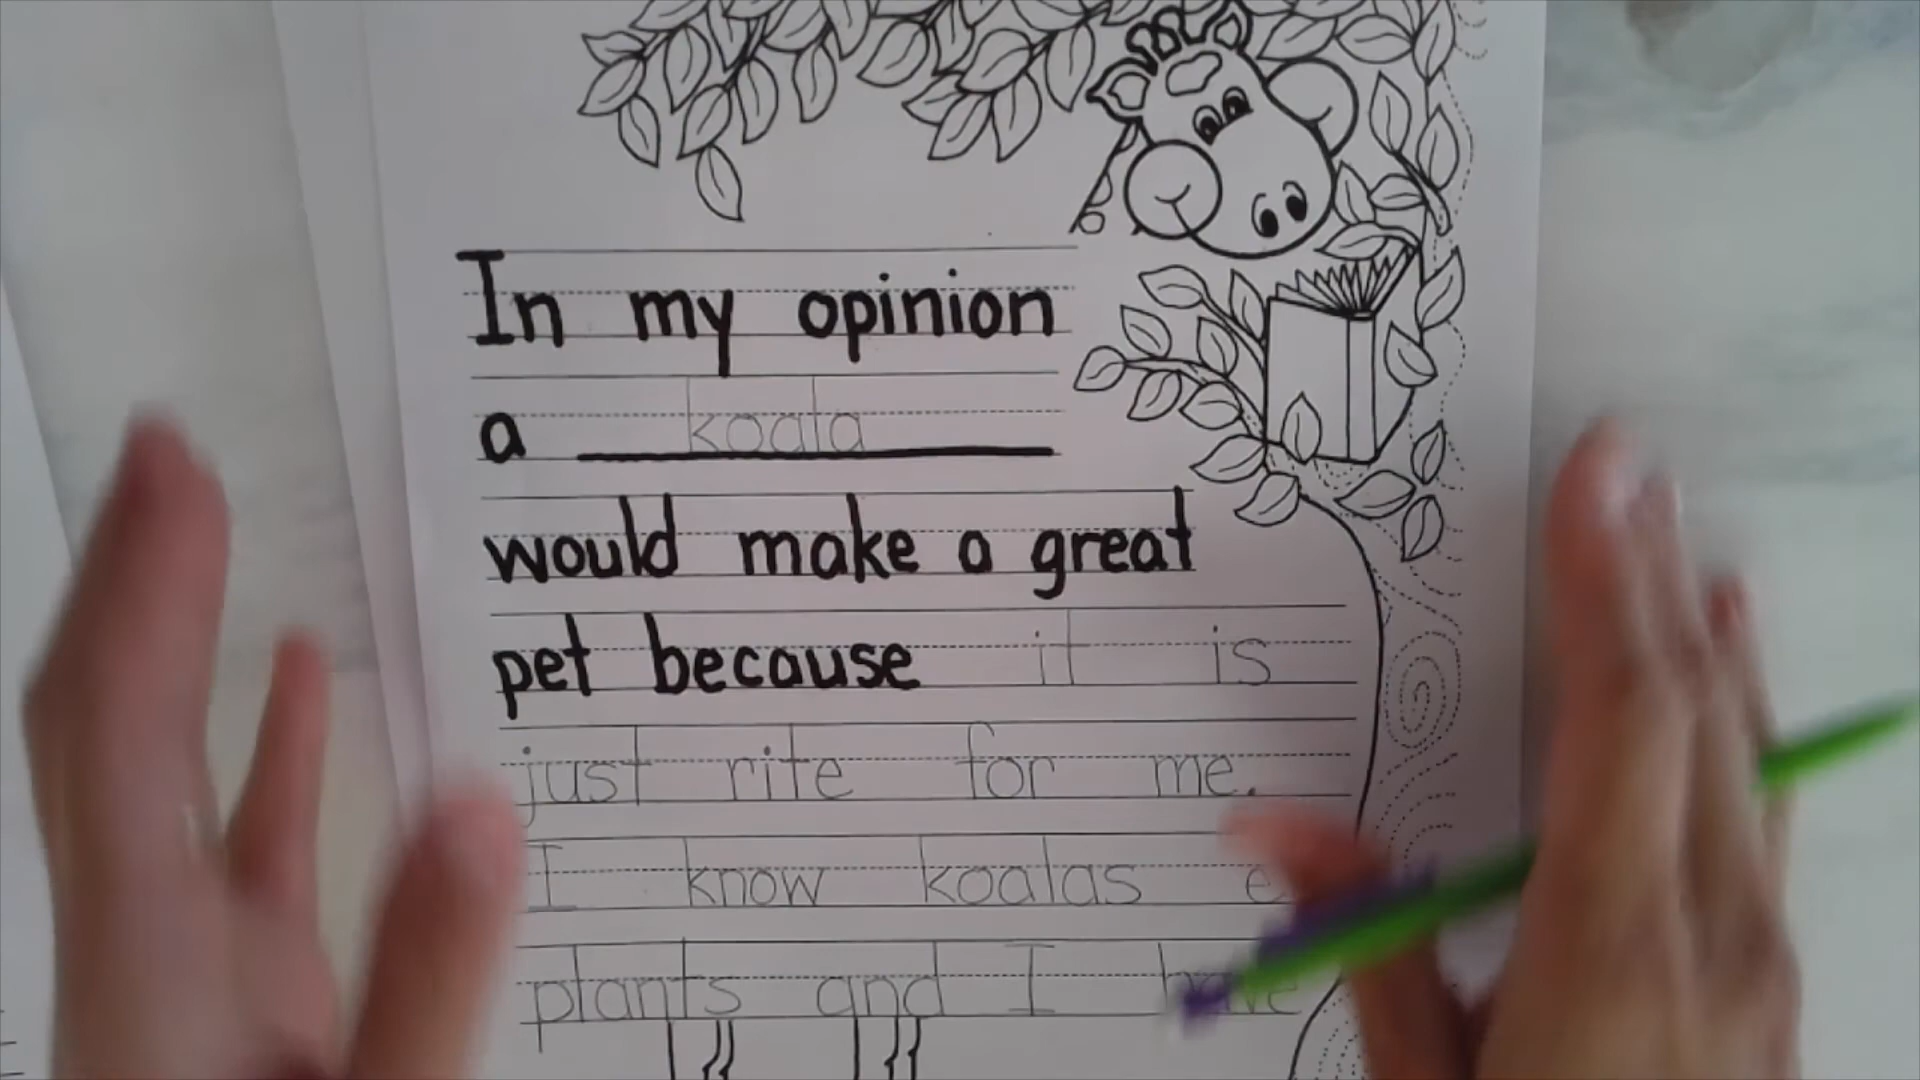 In my opinion
a koala
would make a great
pet because it is
just rite for me.
I know koalas
plants and I have